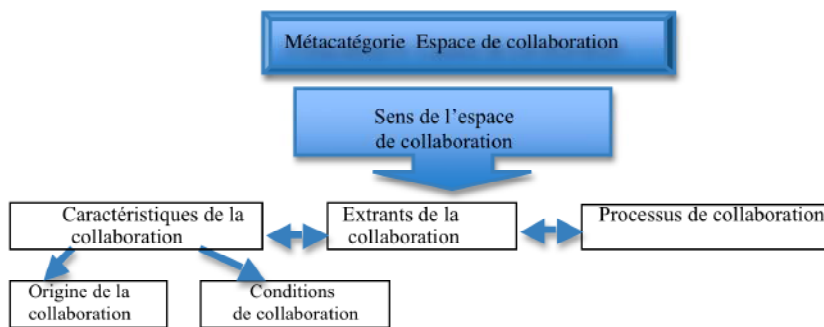 Métacatégorie Espace de collaboration
Sens de l’espace
de collaboration
Caractéristiques de la
collaboration
Extrants de la
collaboration
Processus de collaboration
Origine de la
collaboration
Conditions
de collaboration